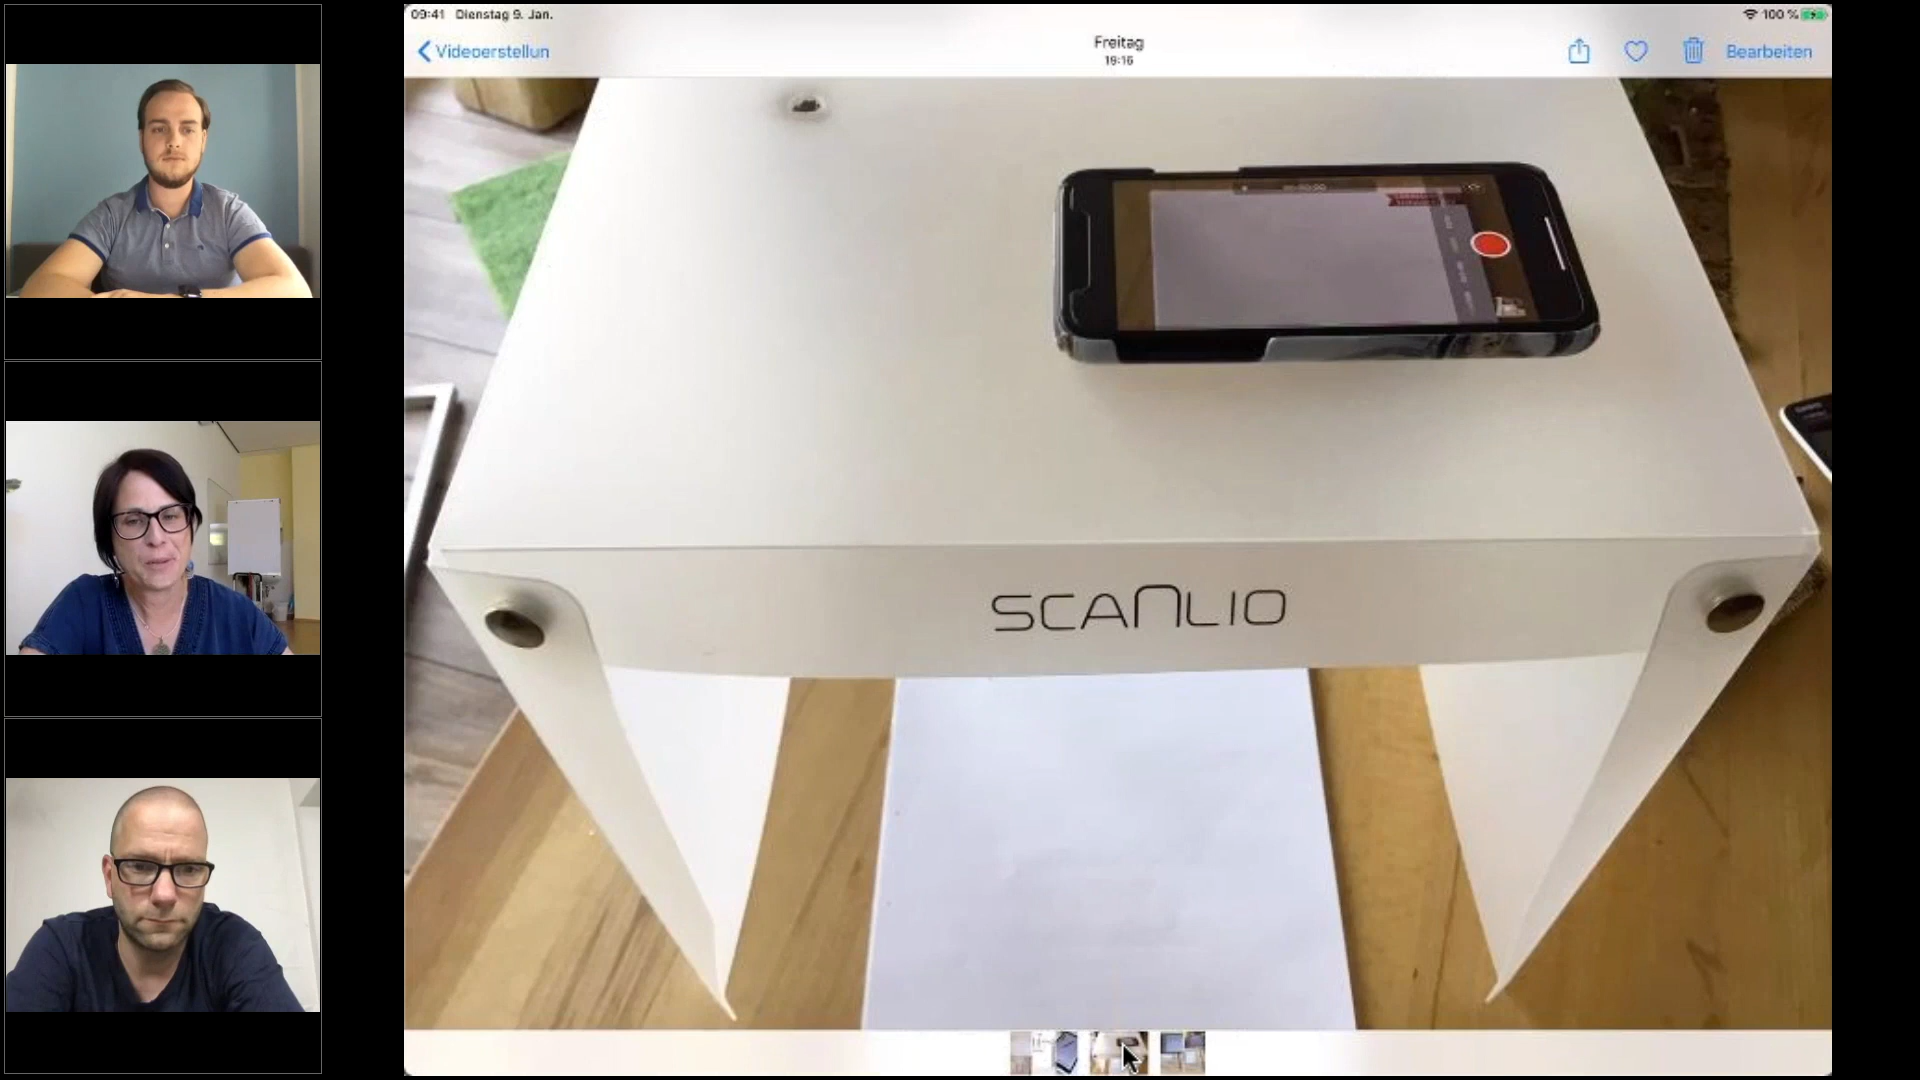 09:41 Dienstag 9. Jan.
100 %
Videoerstellun
Freitag
19:16
Bearbeiten
SCANLIO